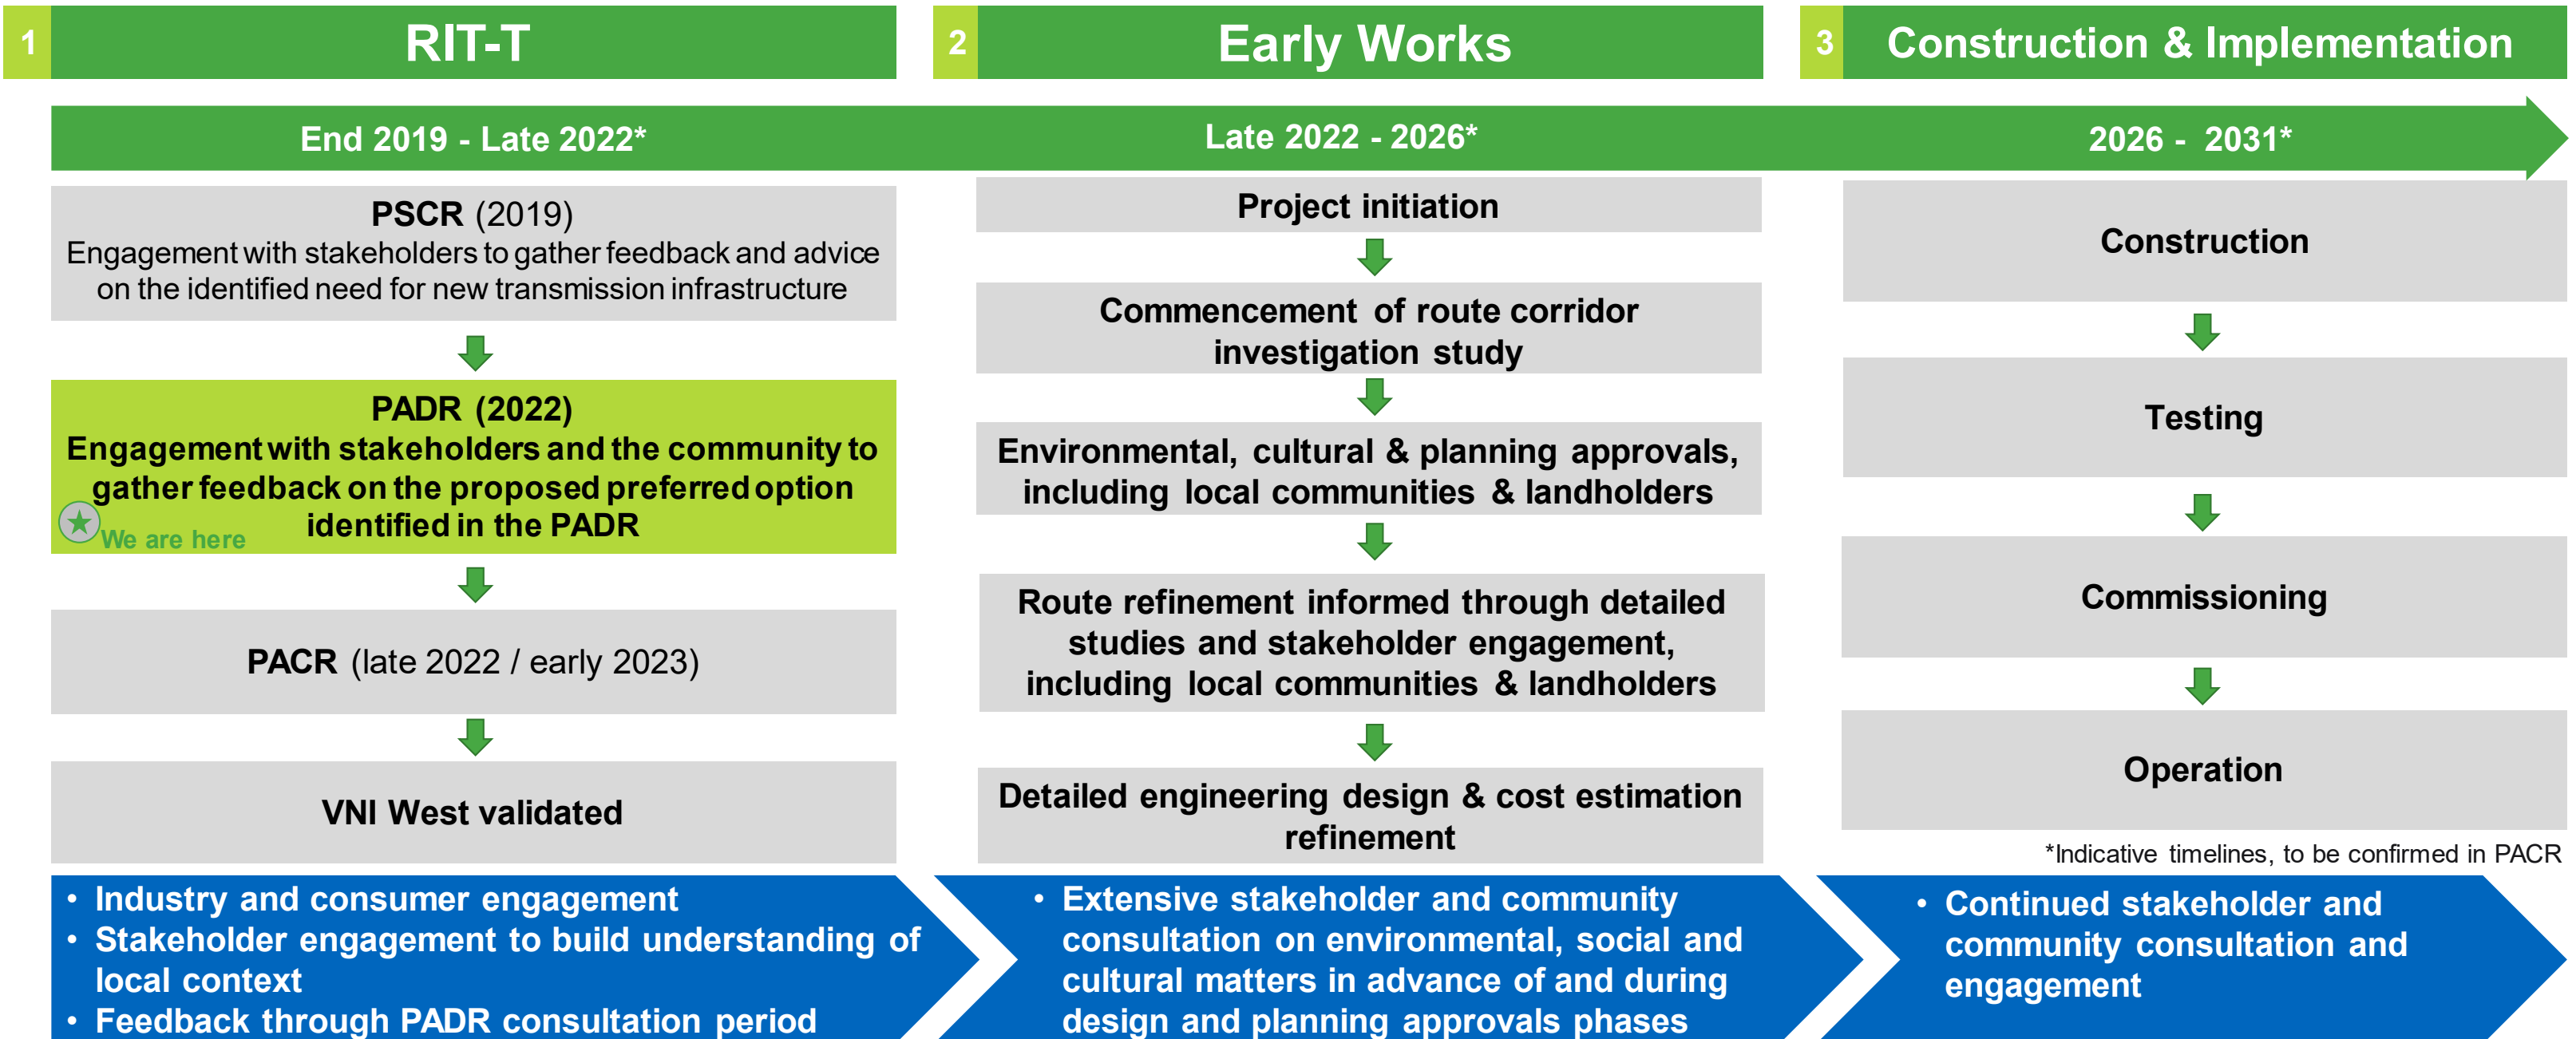 1
RIT-T
2
Early Works
3
Construction & Implementation
End 2019 - Late 2022*
Late 2022 - 2026*
2026 - 2031*
PSCR (2019)
Engagement with stakeholders to gather feedback and advice
on the identified need for new transmission infrastructure
PADR (2022)
Engagement with stakeholders and the community to
gather feedback on the proposed preferred option
identified in the PADR
We are here
PACR (late 2022 / early 2023)
VNI West validated
Project initiation
Commencement of route corridor
investigation study
Environmental, cultural & planning approvals,
including local communities & landholders
Route refinement informed through detailed
studies and stakeholder engagement,
including local communities & landholders
Detailed engineering design & cost estimation
refinement
Construction
Testing
Commissioning
Operation
*Indicative timelines, to be confirmed in PACR
• Industry and consumer engagement
• Stakeholder engagement to build understanding of
local context
• Feedback through PADR consultation period
• Extensive stakeholder and community
consultation on environmental, social and
cultural matters in advance of and during
design and planning approvals phases
• Continued stakeholder and
community consultation and
engagement